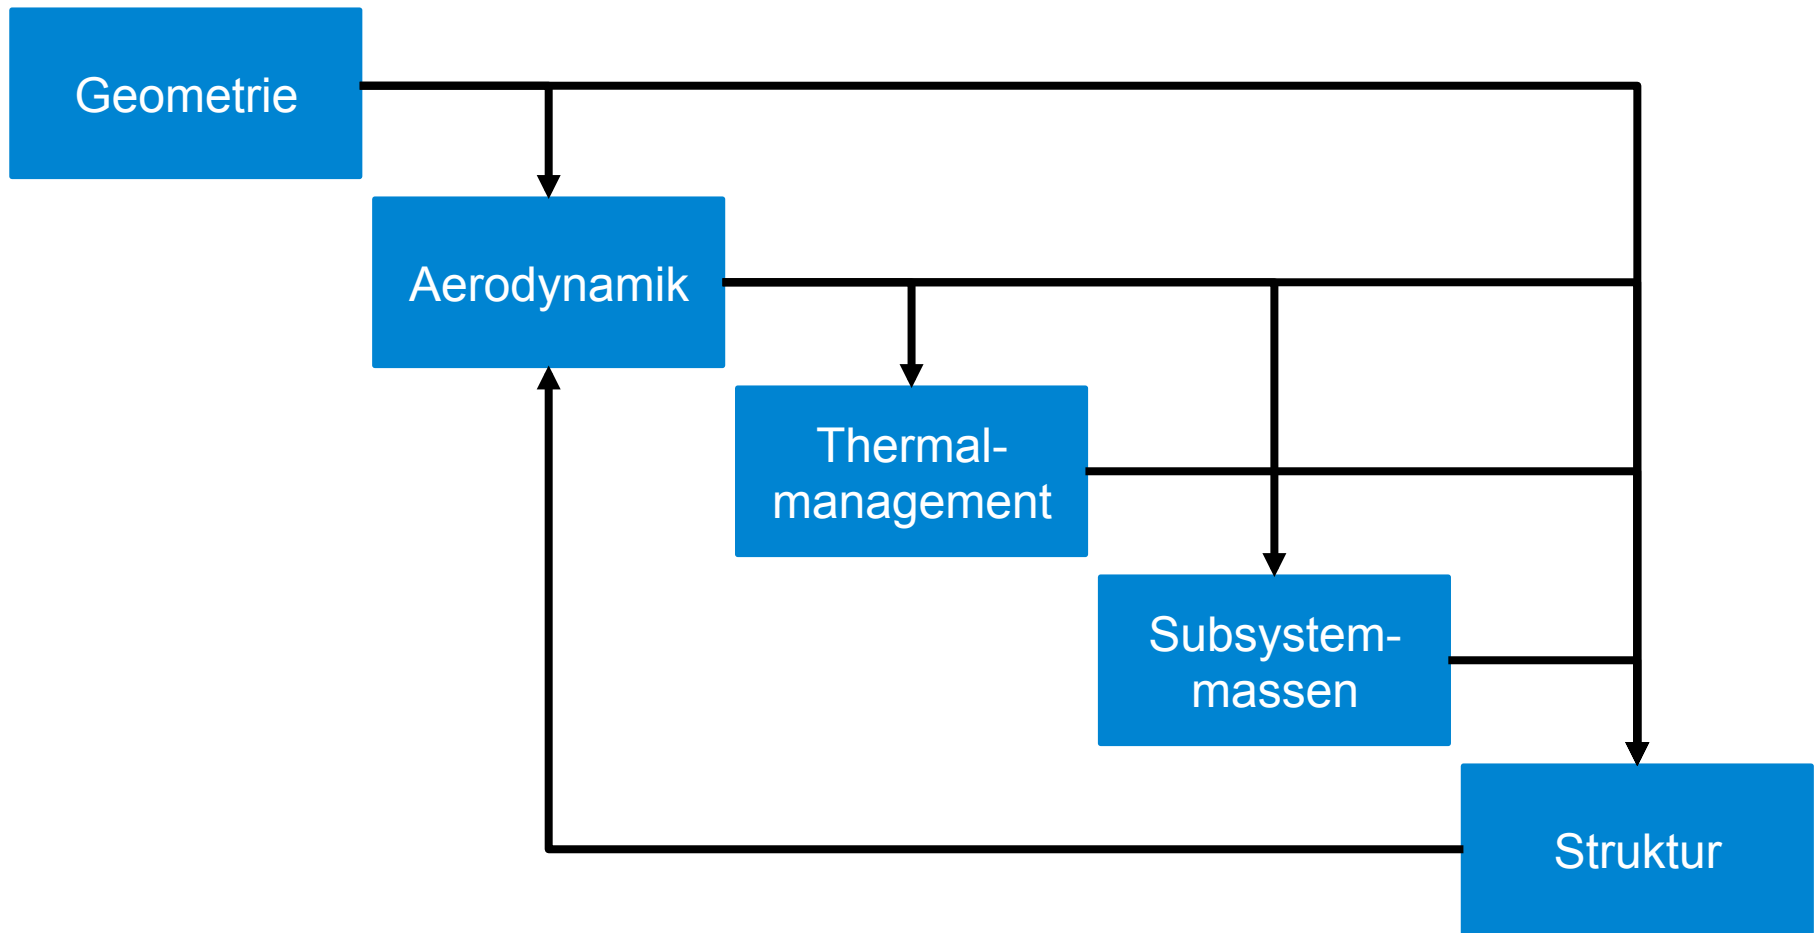 Geometrie
Aerodynamik
Thermal-
management
Subsystem-
massen
Struktur